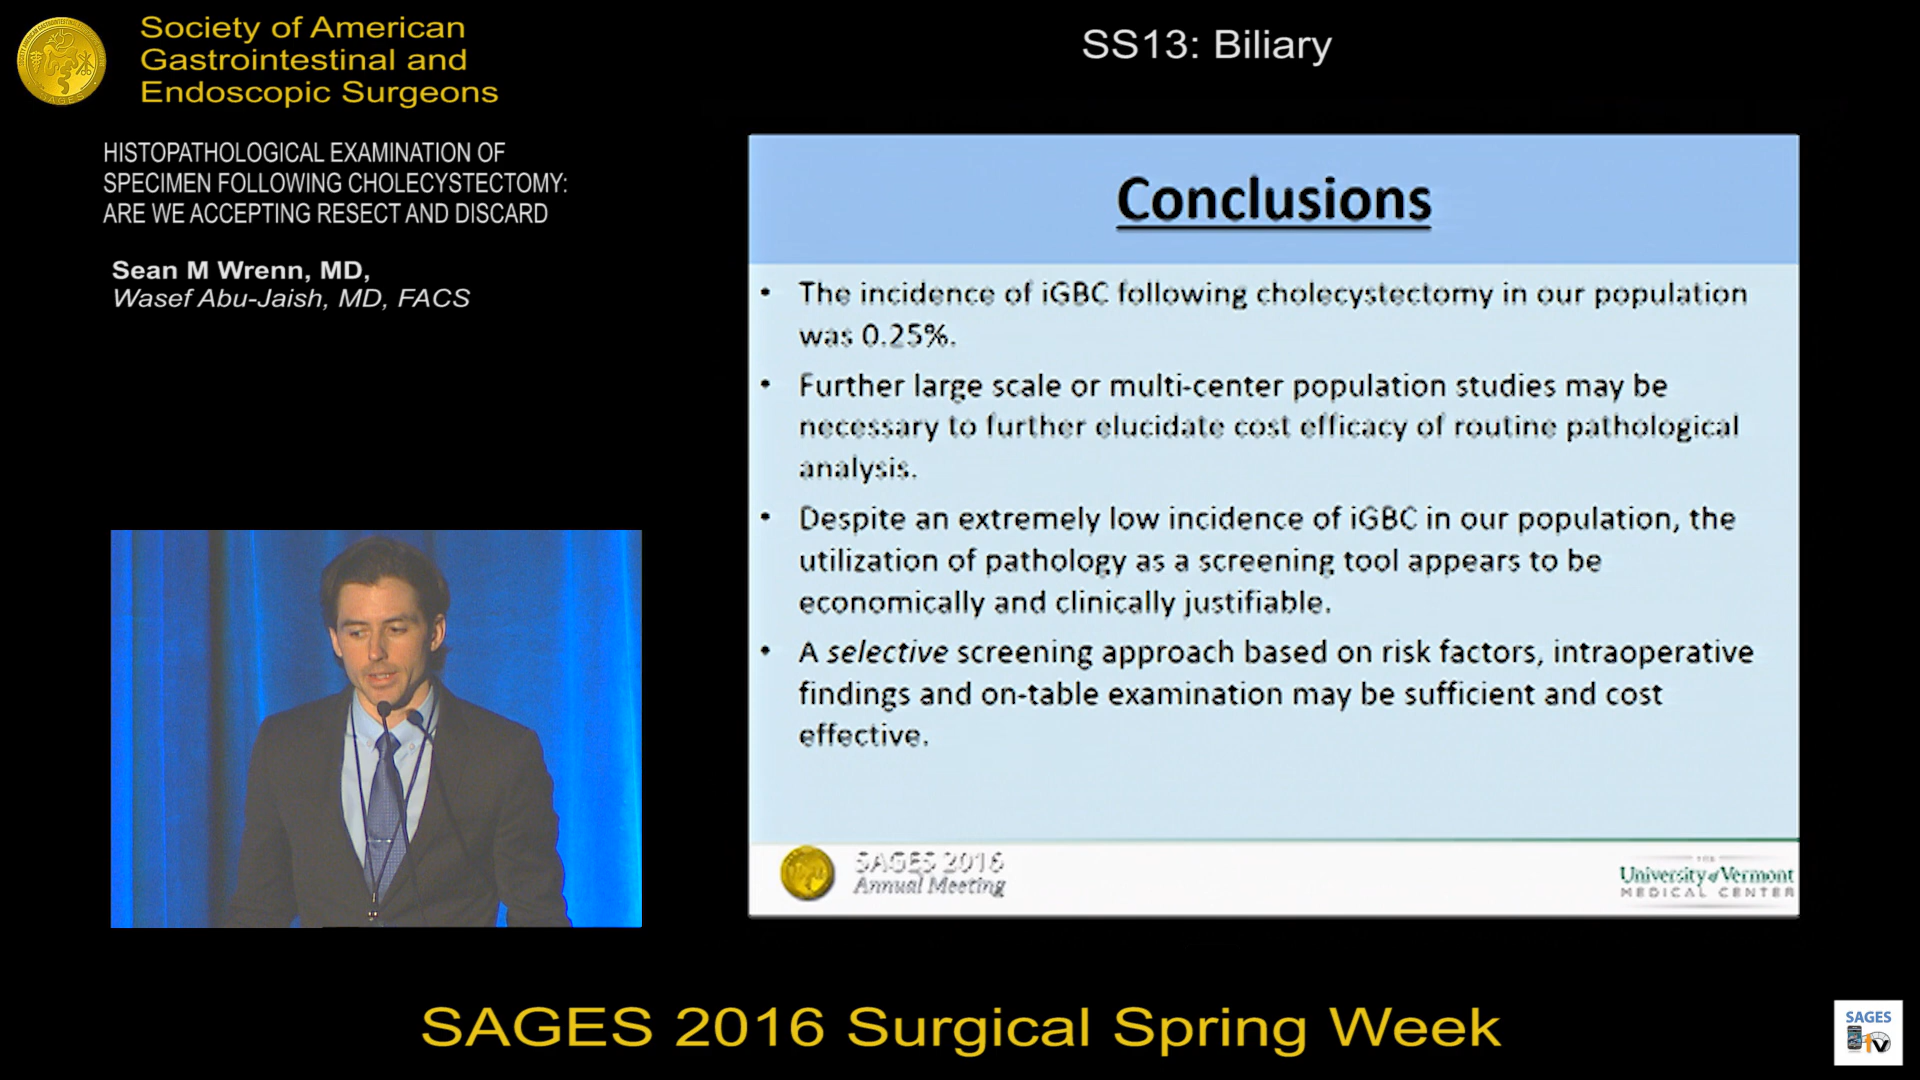 Society of American
Gastrointestinal and
Endoscopic Surgeons
SS13: Biliary
HISTOPATHOLOGICAL EXAMINATION OF
SPECIMEN FOLLOWING CHOLECYSTECTOMY:
ARE WE ACCEPTING RESECT AND DISCARD
Sean M Wrenn, MD,
Wasef Abu-Jaish, MD, FACS
Conclusions
• The incidence of iGBC following cholecystectomy in our population
was 0.25%.
• Further large scale or multi-center population studies may be
necessary to further elucidate cost efficacy of routine pathological
analysis.
• Despite an extremely low incidence of iGBC in our population, the
utilization of pathology as a screening tool appears to be
economically and clinically justifiable.
• A selective screening approach based on risk factors, intraoperative
findings and on-table examination may be sufficient and cost
effective.
SAGES 2016
Annual Meeting
THE
University of Vermont
MEDICAL CENTER
SAGES 2016 Surgical Spring Week
SAGES
tv